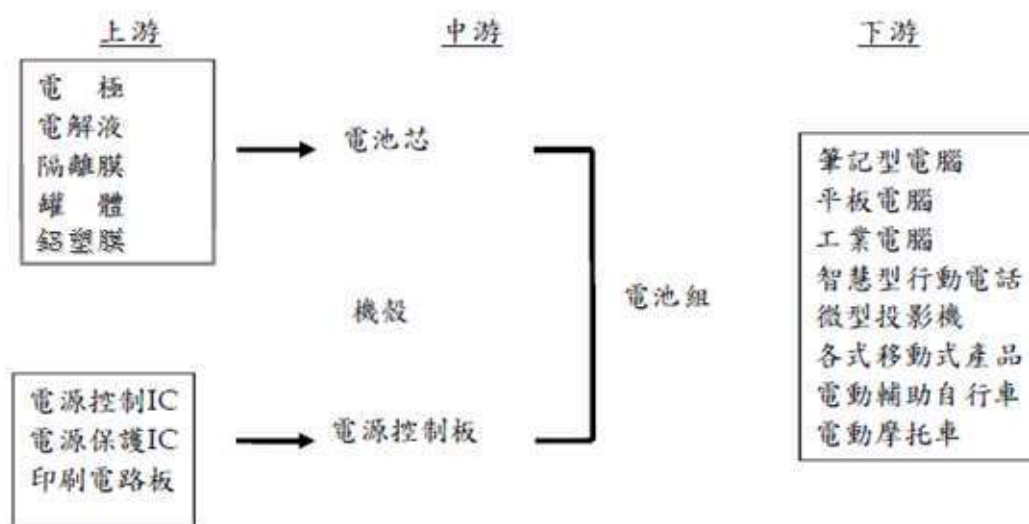 上游
中游
下游
電 極
電解液
隔離膜
罐 體
鋁塑膜
電池芯
機殼
電源控制IC
電源保護IC
印刷電路板
電源控制板
電池組
筆記型電腦
平板電腦
工業電腦
智慧型行動電話
微型投影機
各式移動式產品
電動輔助自行車
電動摩托車